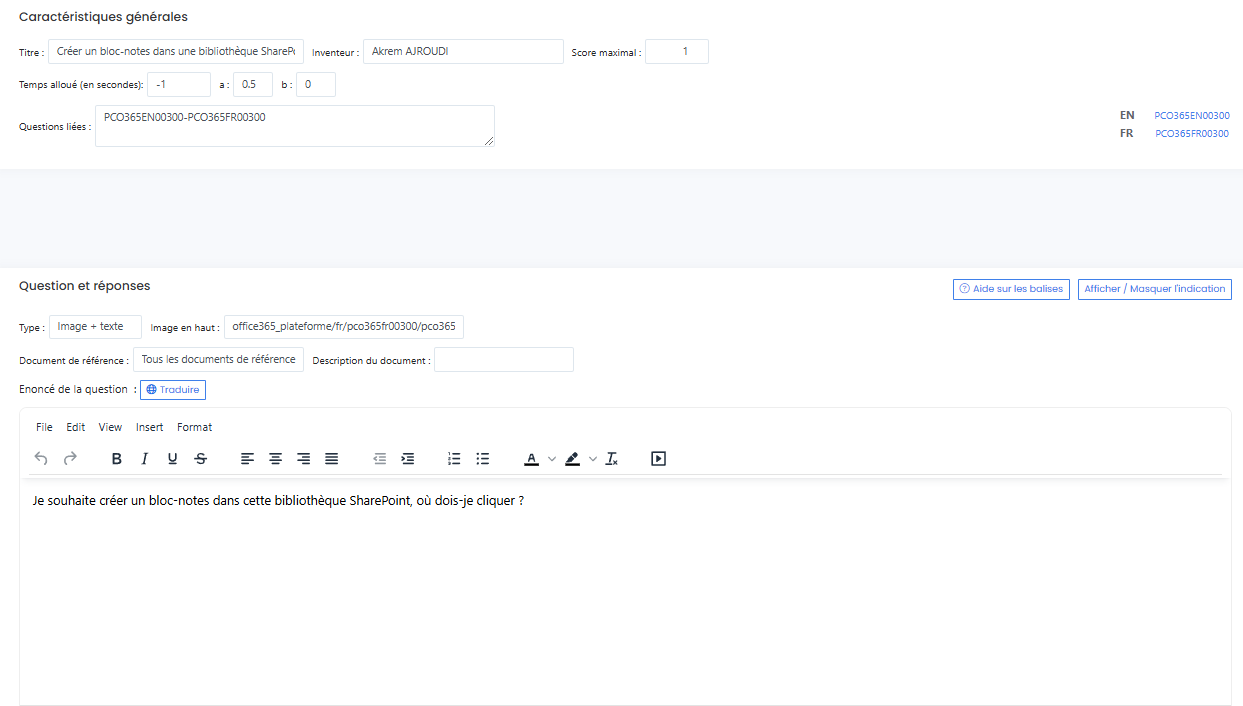 Caractéristiques générales
Titre : Créer un bloc-notes dans une bibliothèque SharePo Inventeur : Akrem AJROUDI Score maximal : 1
Temps alloué (en secondes): -1 a : 0.5 b : 0
Questions liées : PCO365EN00300-PCO365FR00300
EN PCO365EN00300
FR PCO365FR00300
Question et réponses
Aide sur les balises Afficher / Masquer l'indication
Type : Image + texte Image en haut : office365_plateforme/fr/pco365fr00300/pco365
Document de référence : Tous les documents de référence Description du document :
Enoncé de la question : Traduire
File Edit View Insert Format
Je souhaite créer un bloc-notes dans cette bibliothèque SharePoint, où dois-je cliquer ?